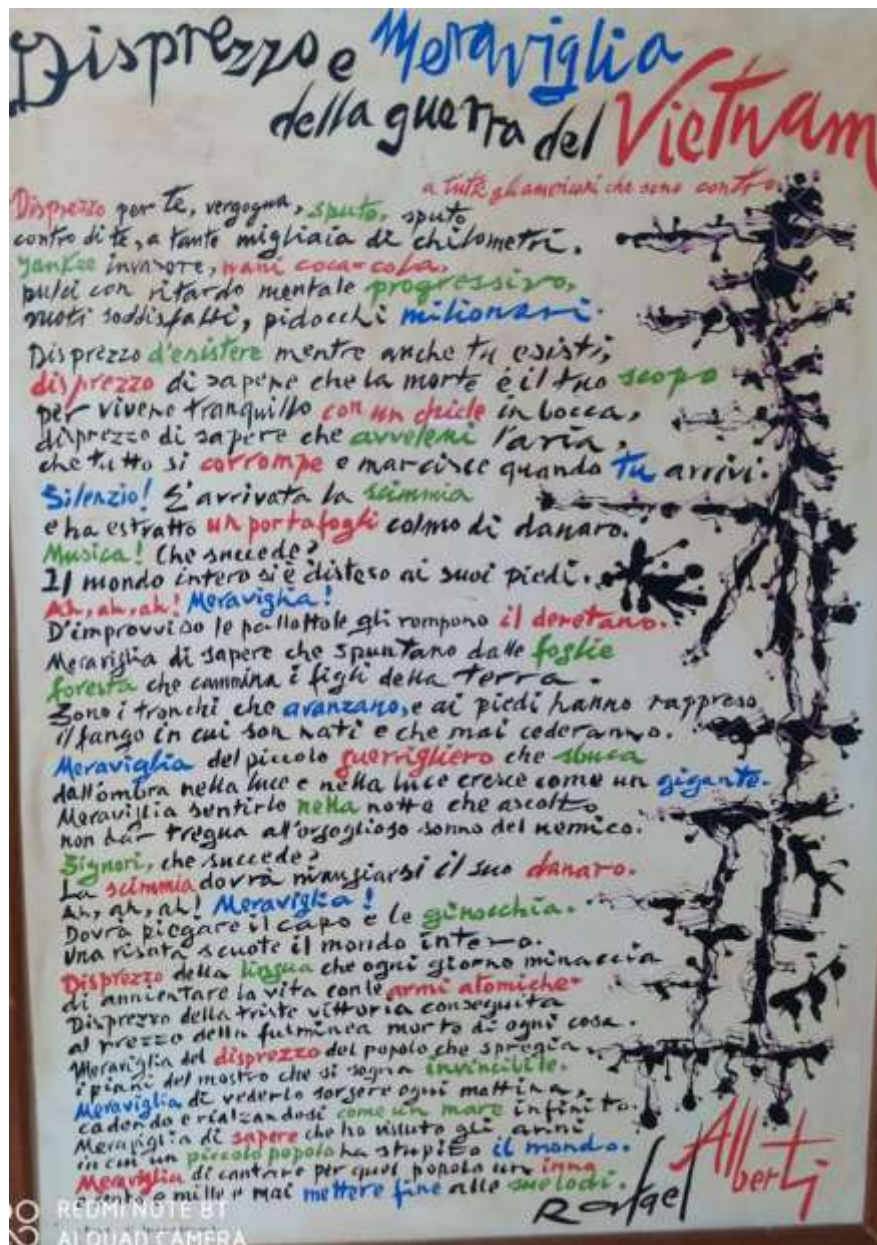 Disprezzo e Meraviglia
della guerra del Vietnam
a tutti gli americani che sono contro
Disprezzo per te, vergogna, sputo, sputo
contro di te, a tante migliaia di chilometri.
Yankee invasore, nani coca-cola,
pulci con ritardo mentale progressivo,
vuoti soddisfatti, pidocchi milionari.
Disprezzo d'esistere mentre anche tu esisti,
disprezzo di sapere che la morte è il tuo scopo
per vivere tranquillo con un chicle in bocca,
disprezzo di sapere che avveleni l'aria,
che tutto si corrompe e marcisce quando tu arrivi.
Silenzio! È arrivata la scimmia
e ha estratto un portafogli colmo di danaro.
Musica! Che succede?
Il mondo intero si è disteso ai suoi piedi.
Ah, ah, ah! Meraviglia!
D'improvviso le pallottole gli rompono il deretano.
Meraviglia di sapere che spuntano dalle foglie
foresta che cammina i figli della terra.
Sono i tronchi che avanzano, e ai piedi hanno rappreso
il fango in cui son nati e che mai cederanno.
Meraviglia del piccolo guerrigliero che sbuca
dall'ombra nella luce e nella luce cresce come un gigante.
Meraviglia sentirlo nella notte che ascolto
non dar tregua all'orgoglioso sonno del nemico.
Signori, che succede?
La scimmia dovrà mangiarsi il suo danaro.
Ah, ah, ah! Meraviglia!
Dovrà piegare il capo e le ginocchia.
Una risata scuote il mondo intero.
Disprezzo della lingua che ogni giorno minaccia
di annientare la vita con le armi atomiche.
Disprezzo della triste vittoria conseguita
al prezzo della fulminea morte di ogni cosa.
Meraviglia del disprezzo del popolo che spregia
i piani del mostro che si sogna invincibile.
Meraviglia di vederlo sorgere ogni mattina,
cadendo e rialzandosi come un mare infinito.
Meraviglia di sapere che ho vissuto gli anni
in cui un piccolo popolo ha stupito il mondo.
Meraviglia di cantare per quel popolo un inno
e cento e mille e mai mettere fine alle melodi.
Rafael Alberti
REDMI NOTE 8T
AI QUAD CAMERA